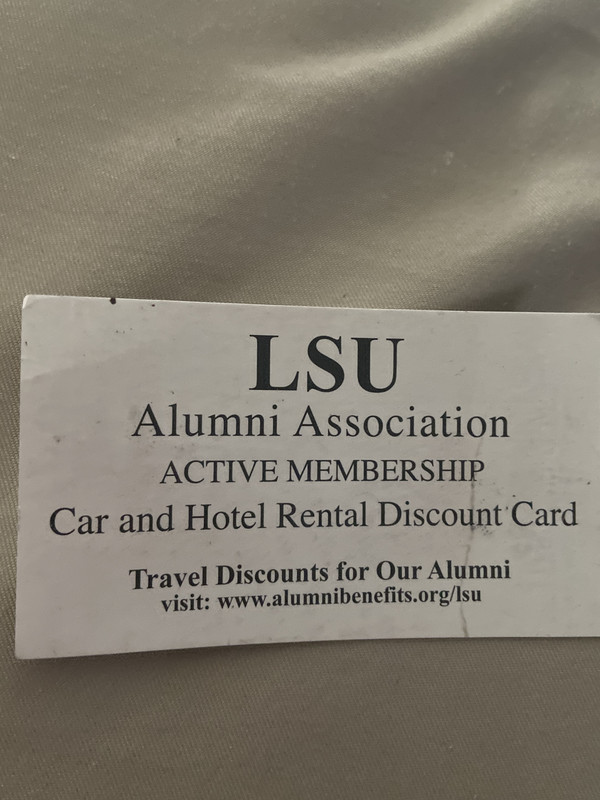 LSU
Alumni Association
ACTIVE MEMBERSHIP
Car and Hotel Rental Discount Card
Travel Discounts for Our Alumni
visit: www.alumnibenefits.org/lsu